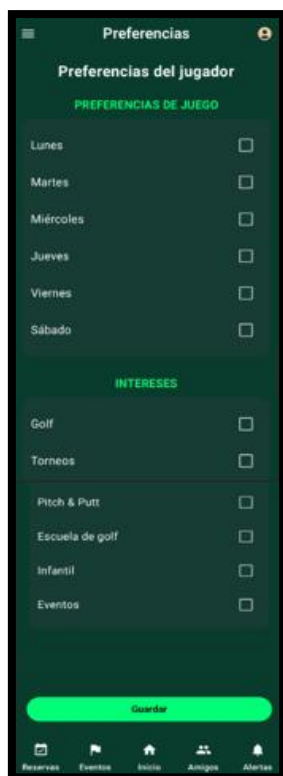 Preferencias
Preferencias del jugador
PREFERENCIAS DE JUEGO
Lunes
Martes
Miércoles
Jueves
Viernes
Sábado
INTERESES
Golf
Torneos
Pitch & Putt
Escuela de golf
Infantil
Eventos
Guardar
Reservas Eventos Inicio Amigos Alertas